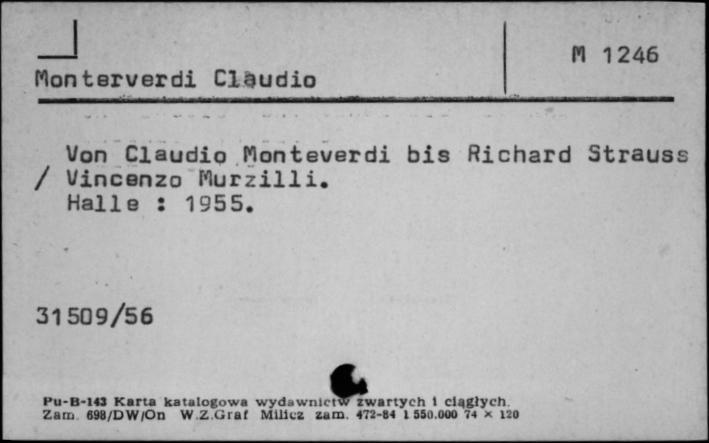 M 1246
Monterverdi Claudio
Von Claudio Monteverdi bis Richard Strauss
/ Vincenzo Murzilli.
Halle : 1955.
31509/56
Pu-B-143 Karta katalogowa wydawnictw zwartych i ciągłych.
Zam. 698/DW/On W.Z.Graf Milicz zam. 472-84 1 550.000 74 × 120